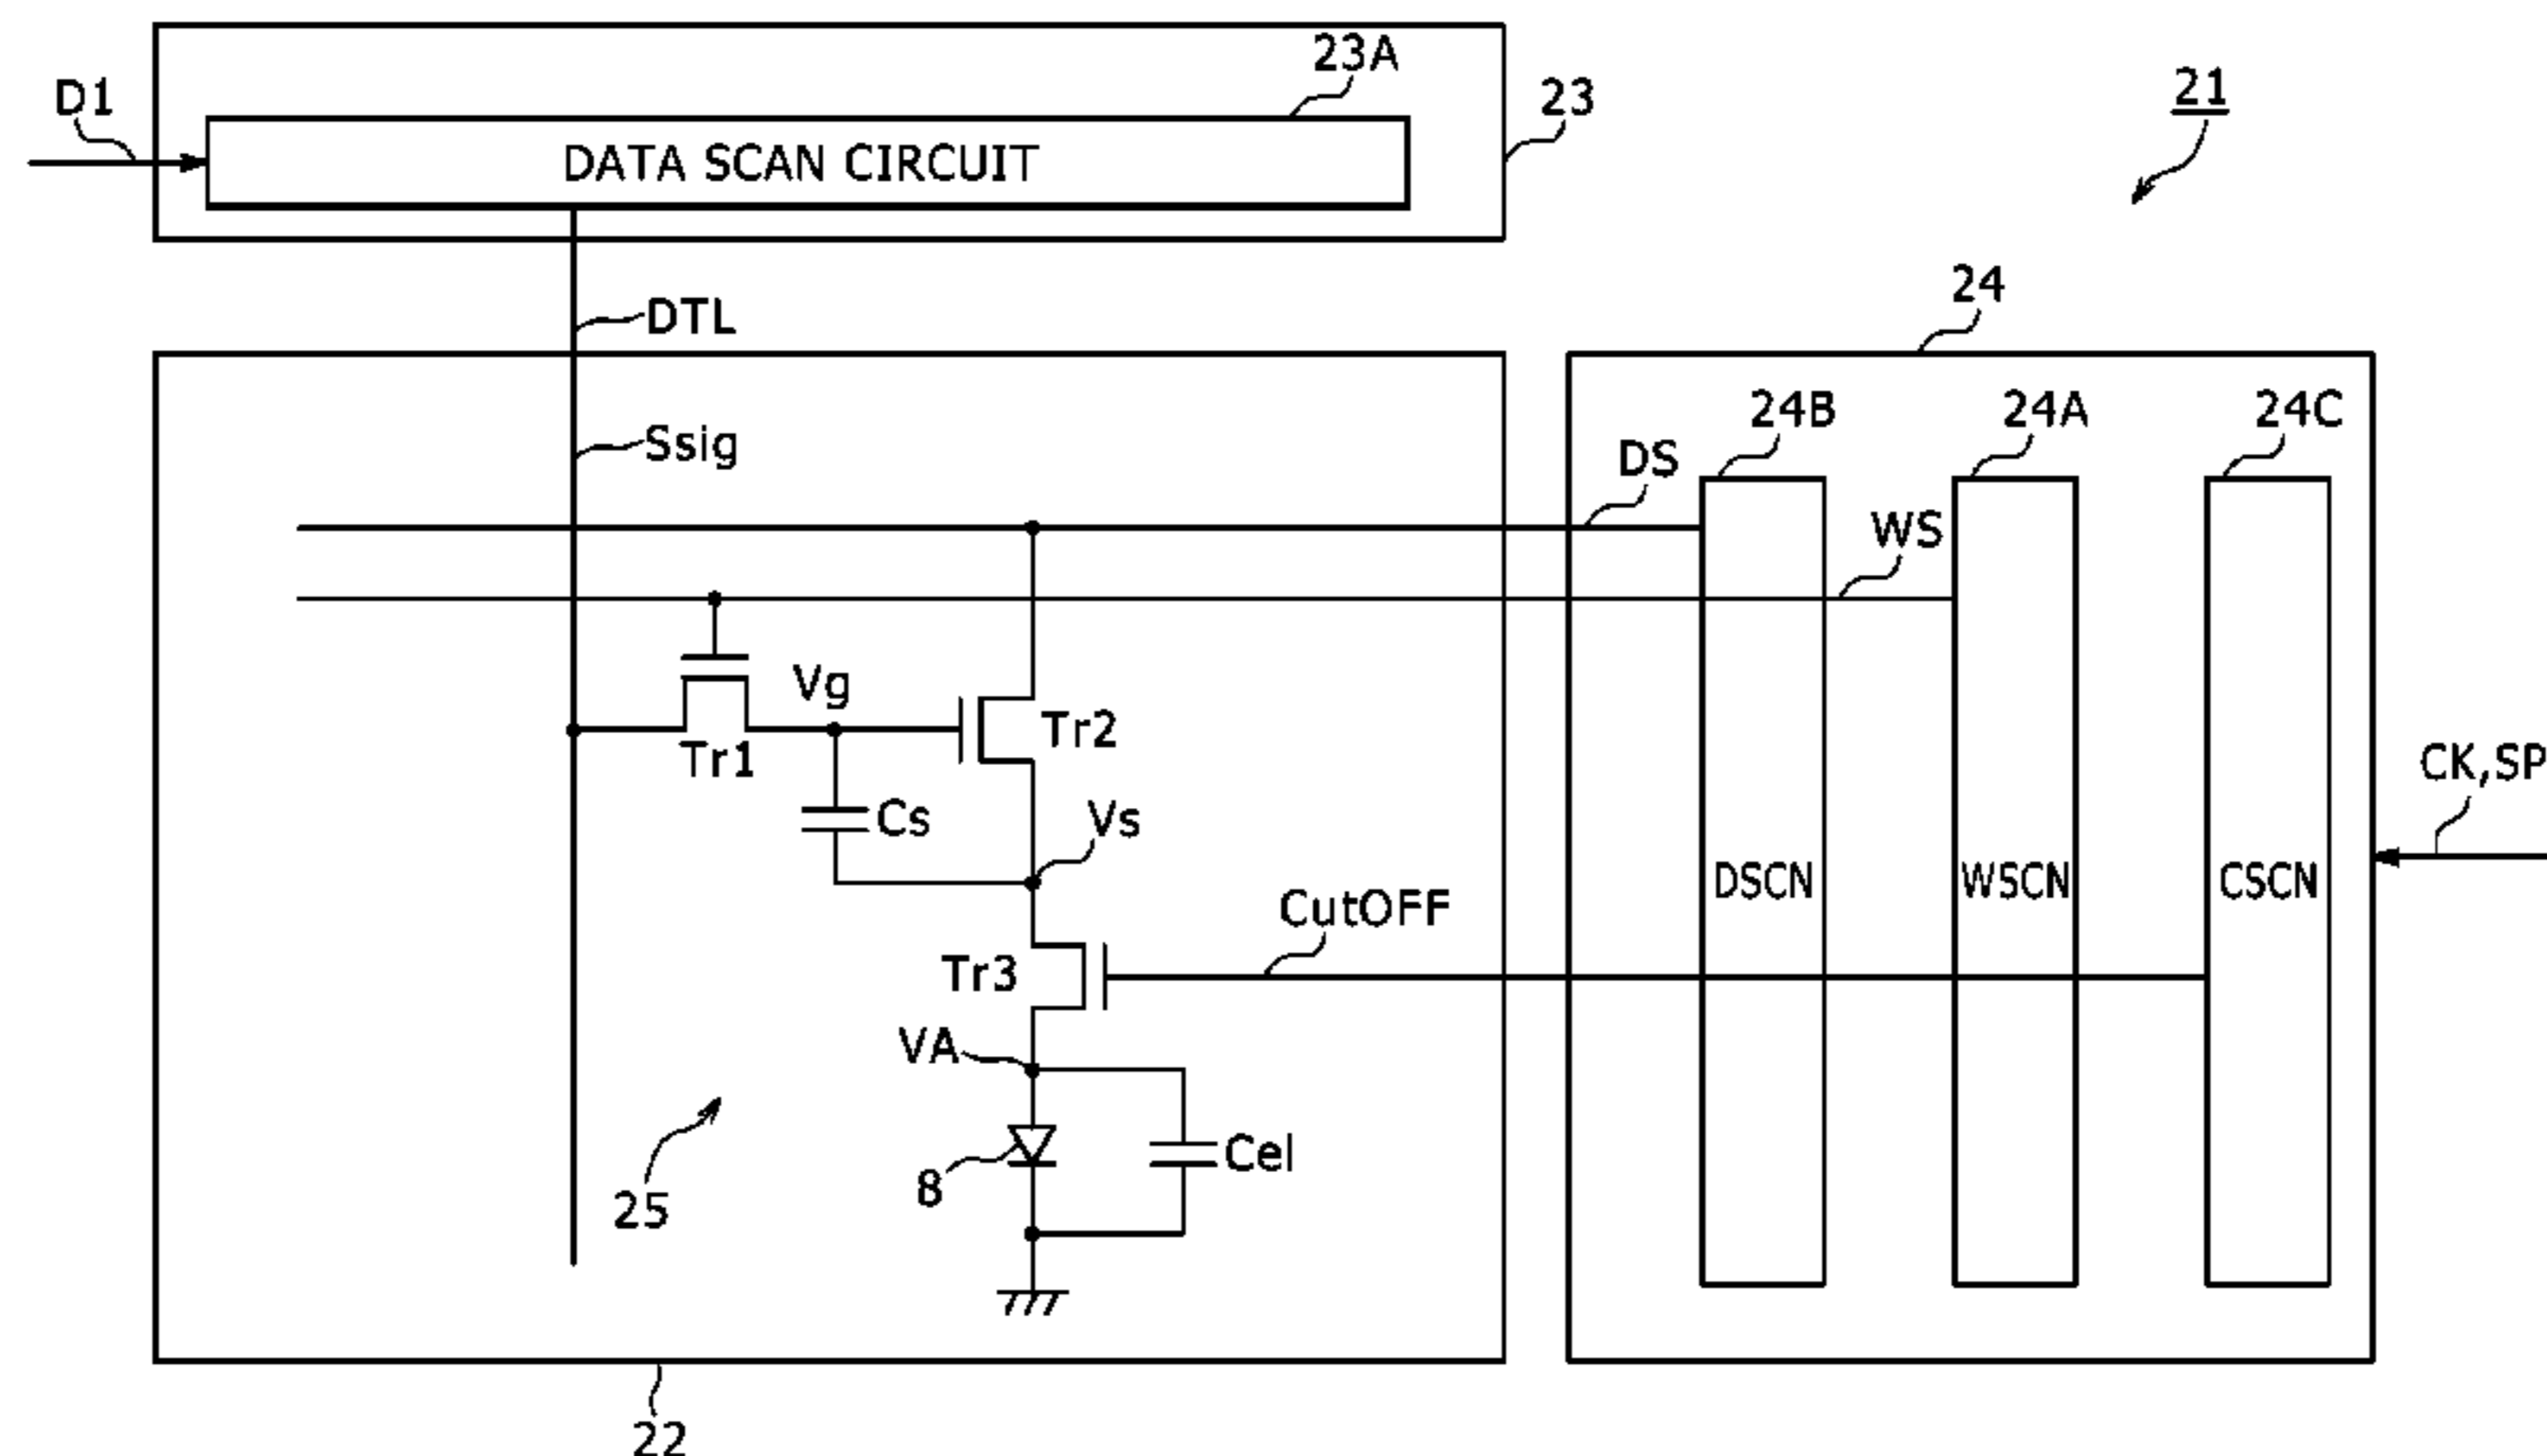 23A
D1
23
21
DATA SCAN CIRCUIT
24
DTL
24B
24A
24C
Ssig
DS
WS
Vg
Tr2
Tr1
CK,SP
Cs
Vs
DSCN
WSCN
CSCN
CutOFF
Tr3
VA
Cel
8
25
22